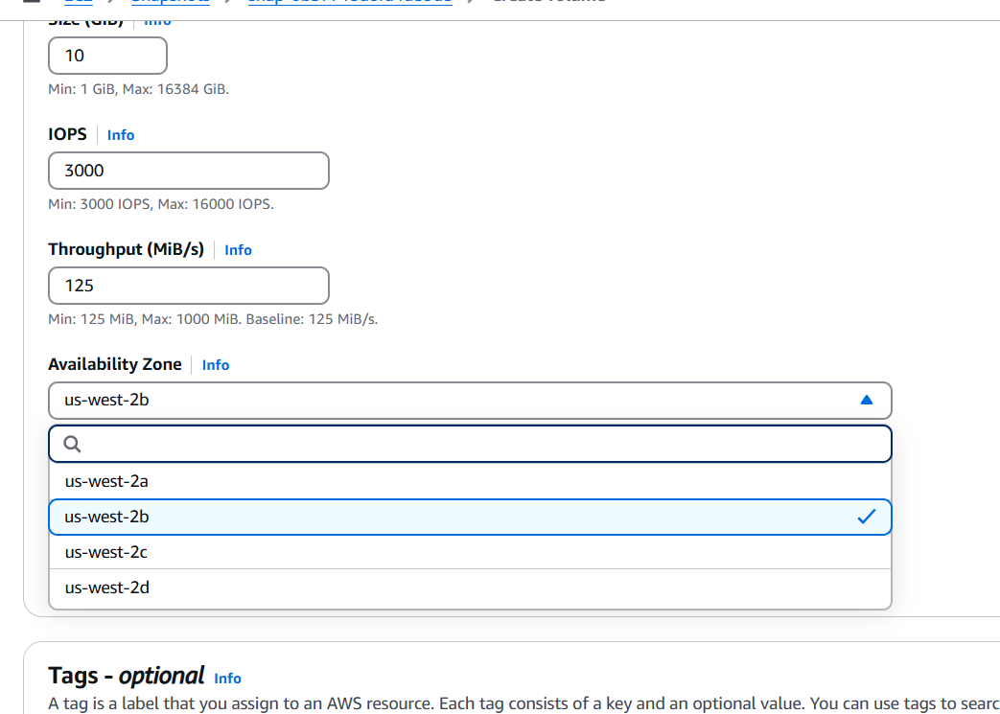 Size (GiB) Info
10
Min: 1 GiB, Max: 16384 GiB.
IOPS Info
3000
Min: 3000 IOPS, Max: 16000 IOPS.
Throughput (MiB/s) Info
125
Min: 125 MiB, Max: 1000 MiB. Baseline: 125 MiB/s.
Availability Zone Info
us-west-2b
us-west-2a
us-west-2b
us-west-2c
us-west-2d
Tags - optional Info
A tag is a label that you assign to an AWS resource. Each tag consists of a key and an optional value. You can use tags to